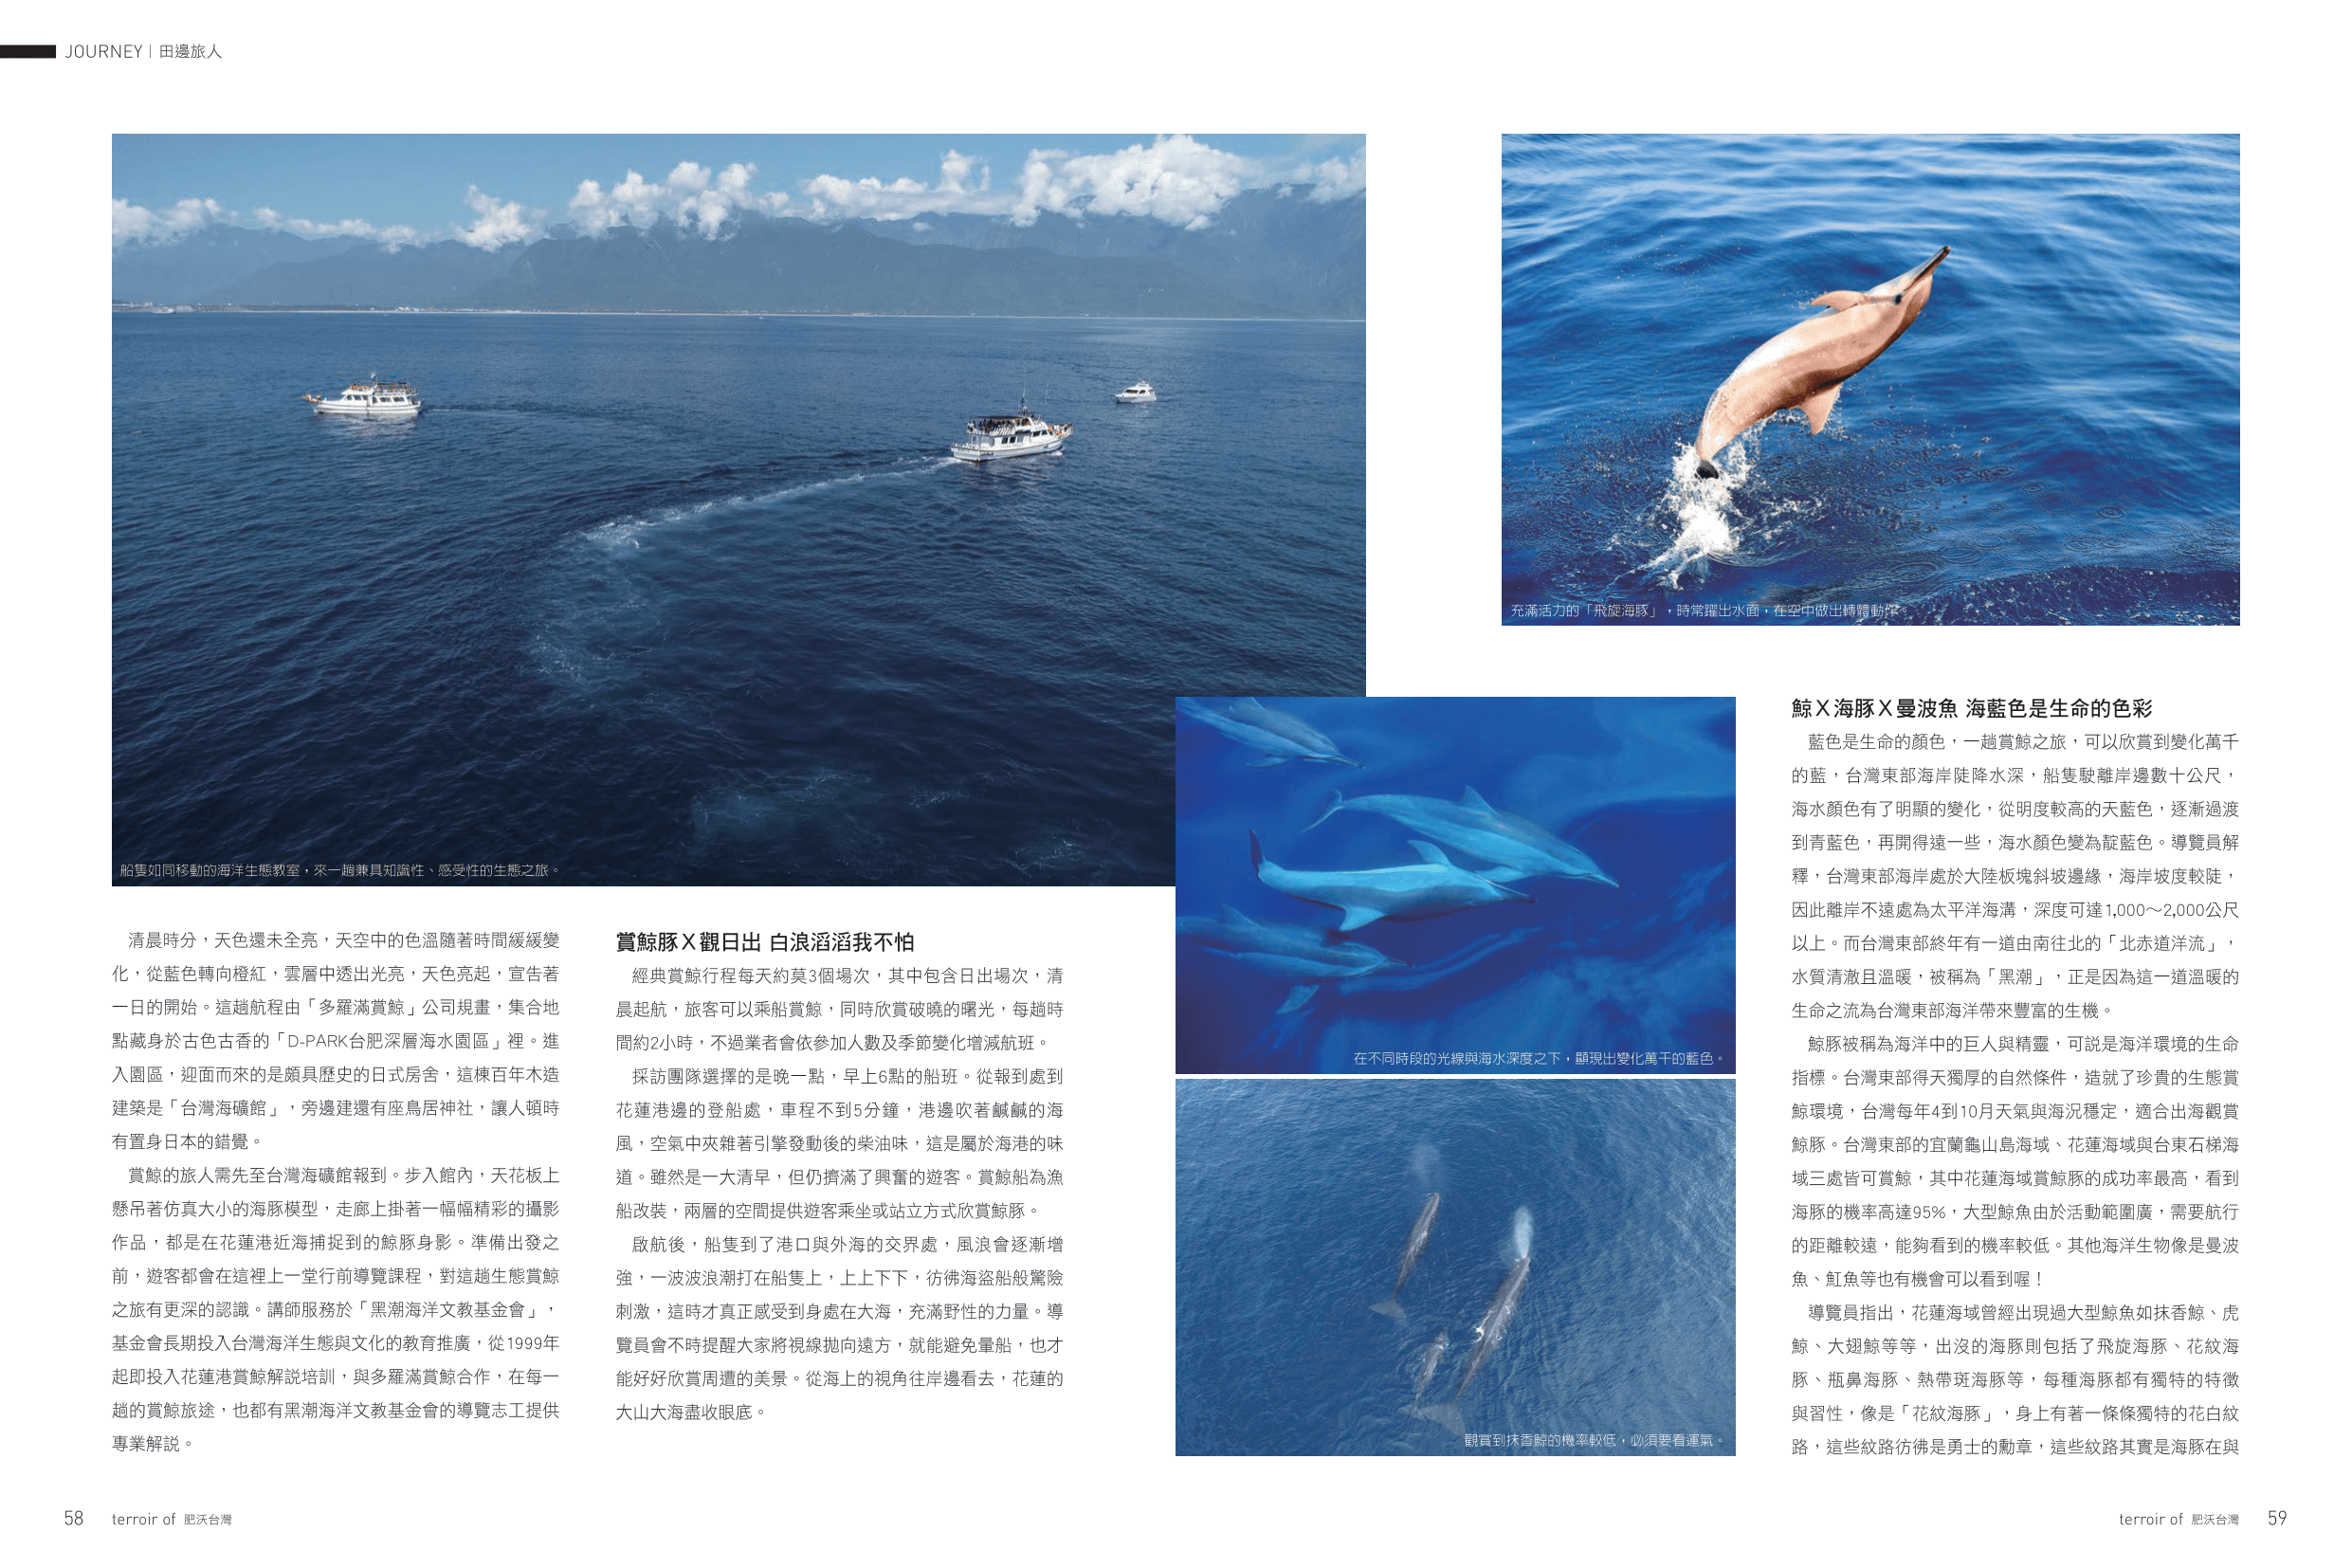 JOURNEY | 田邊旅人
船隻如同移動的海洋生態教室，來一趟兼具知識性、感受性的生態之旅。
清晨時分，天色還未全亮，天空中的色溫隨著時間緩緩變
化，從藍色轉向橙紅，雲層中透出光亮，天色亮起，宣告著
一日的開始。這趟航程由「多羅滿賞鯨」公司規畫，集合地
點藏身於古色古香的「D-PARK台肥深層海水園區」裡。進
入園區，迎面而來的是頗具歷史的日式房舍，這棟百年木造
建築是「台灣海礦館」，旁邊建還有座鳥居神社，讓人頓時
有置身日本的錯覺。
賞鯨的旅人需先至台灣海礦館報到。步入館內，天花板上
懸吊著仿真大小的海豚模型，走廊上掛著一幅幅精彩的攝影
作品，都是在花蓮港近海捕捉到的鯨豚身影。準備出發之
前，遊客都會在這裡上一堂行前導覽課程，對這趟生態賞鯨
之旅有更深的認識。講師服務於「黑潮海洋文教基金會」，
基金會長期投入台灣海洋生態與文化的教育推廣，從1999年
起即投入花蓮港賞鯨解說培訓，與多羅滿賞鯨合作，在每一
趟的賞鯨旅途，也都有黑潮海洋文教基金會的導覽志工提供
專業解說。
賞鯨豚X觀日出 白浪滔滔我不怕
經典賞鯨行程每天約莫3個場次，其中包含日出場次，清
晨起航，旅客可以乘船賞鯨，同時欣賞破曉的曙光，每趟時
間約2小時，不過業者會依參加人數及季節變化增減航班。
採訪團隊選擇的是晚一點，早上6點的船班。從報到處到
花蓮港邊的登船處，車程不到5分鐘，港邊吹著鹹鹹的海
風，空氣中夾雜著引擎發動後的柴油味，這是屬於海港的味
道。雖然是一大清早，但仍擠滿了興奮的遊客。賞鯨船為漁
船改裝，兩層的空間提供遊客乘坐或站立方式欣賞鯨豚。
啟航後，船隻到了港口與外海的交界處，風浪會逐漸增
強，一波波浪潮打在船隻上，上上下下，彷彿海盜船般驚險
刺激，這時才真正感受到身處在大海，充滿野性的力量。導
覽員會不時提醒大家將視線拋向遠方，就能避免暈船，也才
能好好欣賞周遭的美景。從海上的視角往岸邊看去，花蓮的
大山大海盡收眼底。
充滿活力的「飛旋海豚」，時常躍出水面，在空中做出轉體動作。
在不同時段的光線與海水深度之下，顯現出變化萬千的藍色。
觀賞到抹香鯨的機率較低，必須要看運氣。
鯨X海豚X曼波魚 海藍色是生命的色彩
藍色是生命的顏色，一趟賞鯨之旅，可以欣賞到變化萬千
的藍，台灣東部海岸陡降水深，船隻駛離岸邊數十公尺，
海水顏色有了明顯的變化，從明度較高的天藍色，逐漸過渡
到青藍色，再開得遠一些，海水顏色變為靛藍色。導覽員解
釋，台灣東部海岸處於大陸板塊斜坡邊緣，海岸坡度較陡，
因此離岸不遠處為太平洋海溝，深度可達1,000～2,000公尺
以上。而台灣東部終年有一道由南往北的「北赤道洋流」，
水質清澈且溫暖，被稱為「黑潮」，正是因為這一道溫暖的
生命之流為台灣東部海洋帶來豐富的生機。
鯨豚被稱為海洋中的巨人與精靈，可說是海洋環境的生命
指標。台灣東部得天獨厚的自然條件，造就了珍貴的生態賞
鯨環境，台灣每年4到10月天氣與海況穩定，適合出海觀賞
鯨豚。台灣東部的宜蘭龜山島海域、花蓮海域與台東石梯海
域三處皆可賞鯨，其中花蓮海域賞鯨豚的成功率最高，看到
海豚的機率高達95%，大型鯨魚由於活動範圍廣，需要航行
的距離較遠，能夠看到的機率較低。其他海洋生物像是曼波
魚、魟魚等也有機會可以看到喔！
導覽員指出，花蓮海域曾經出現過大型鯨魚如抹香鯨、虎
鯨、大翅鯨等等，出沒的海豚則包括了飛旋海豚、花紋海
豚、瓶鼻海豚、熱帶斑海豚等，每種海豚都有獨特的特徵
與習性，像是「花紋海豚」，身上有著一條條獨特的花白紋
路，這些紋路彷彿是勇士的勳章，這些紋路其實是海豚在與
58 terroir of 肥沃台灣
terroir of 肥沃台灣 59